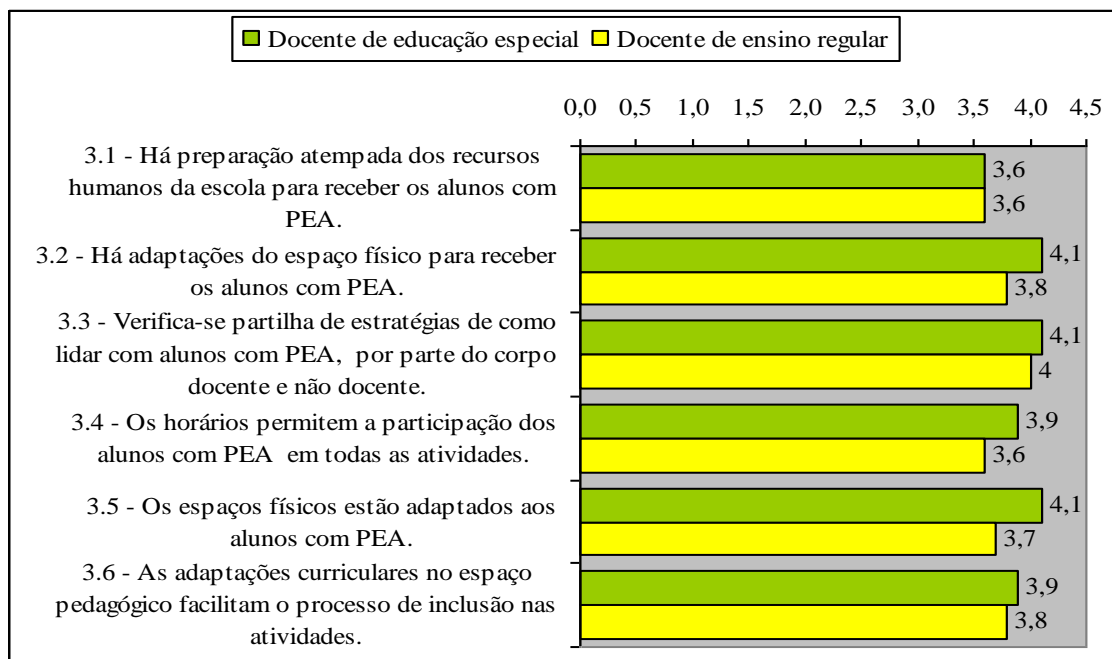 Docente de educação especial Docente de ensino regular
0,0 0,5 1,0 1,5 2,0 2,5 3,0 3,5 4,0 4,5
3.1 - Há preparação atempada dos recursos
humanos da escola para receber os alunos com
PEA.
3,6
3,6
3.2 - Há adaptações do espaço físico para receber
os alunos com PEA.
4,1
3,8
3.3 - Verifica-se partilha de estratégias de como
lidar com alunos com PEA, por parte do corpo
docente e não docente.
4,1
4
3.4 - Os horários permitem a participação dos
alunos com PEA em todas as atividades.
3,9
3,6
3.5 - Os espaços físicos estão adaptados aos
alunos com PEA.
4,1
3,7
3.6 - As adaptações curriculares no espaço
pedagógico facilitam o processo de inclusão nas
atividades.
3,9
3,8